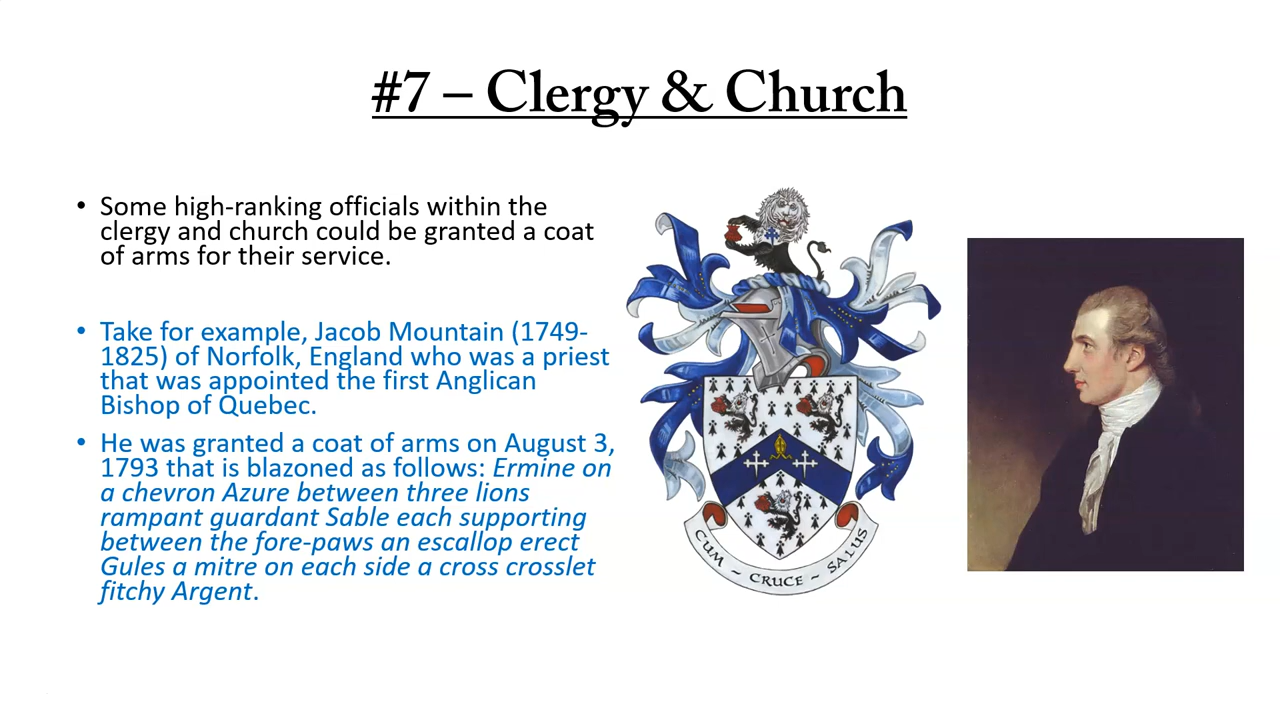 #7 – Clergy & Church
• Some high-ranking officials within the
clergy and church could be granted a coat
of arms for their service.
• Take for example, Jacob Mountain (1749-
1825) of Norfolk, England who was a priest
that was appointed the first Anglican
Bishop of Quebec.
• He was granted a coat of arms on August 3,
1793 that is blazoned as follows: Ermine on
a chevron Azure between three lions
rampant guardant Sable each supporting
between the fore-paws an escallop erect
Gules a mitre on each side a cross crosslet
fitchy Argent.
CUM ~ CRUCE ~ SALUS